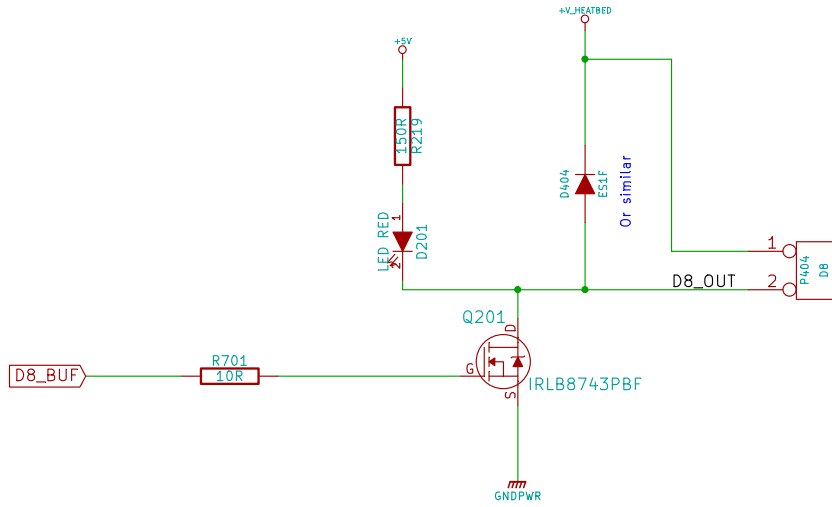 +V_HEATBED
+5V
150R
R219
D404
ES1F
Or similar
LED RED
1
2
D201
1
2
P404
D8
D8_OUT
Q201
D
G
S
IRLB8743PBF
D8_BUF
R701
10R
GNDPWR